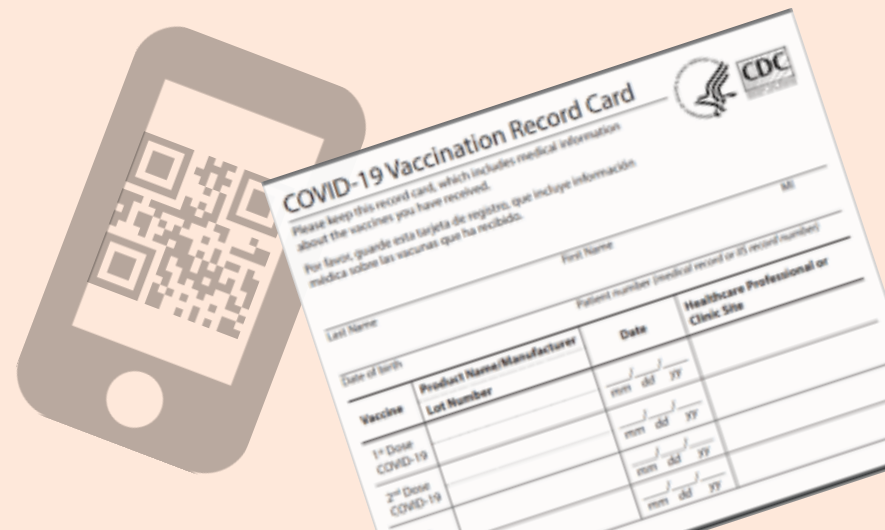 CDC
COVID-19 Vaccination Record Card
Please keep this record card, which includes medical information
about the vaccines you have received.
Por favor, guarde esta tarjeta de registro, que incluye información
médica sobre las vacunas que ha recibido.
Last Name
First Name
MI
Date of birth
Patient number (medical record or IIS record number)
Vaccine
Product Name/Manufacturer
Lot Number
Date
Healthcare Professional or
Clinic Site
1st Dose
COVID-19
mm dd yy
2nd Dose
COVID-19
mm dd yy
mm dd yy
mm dd yy